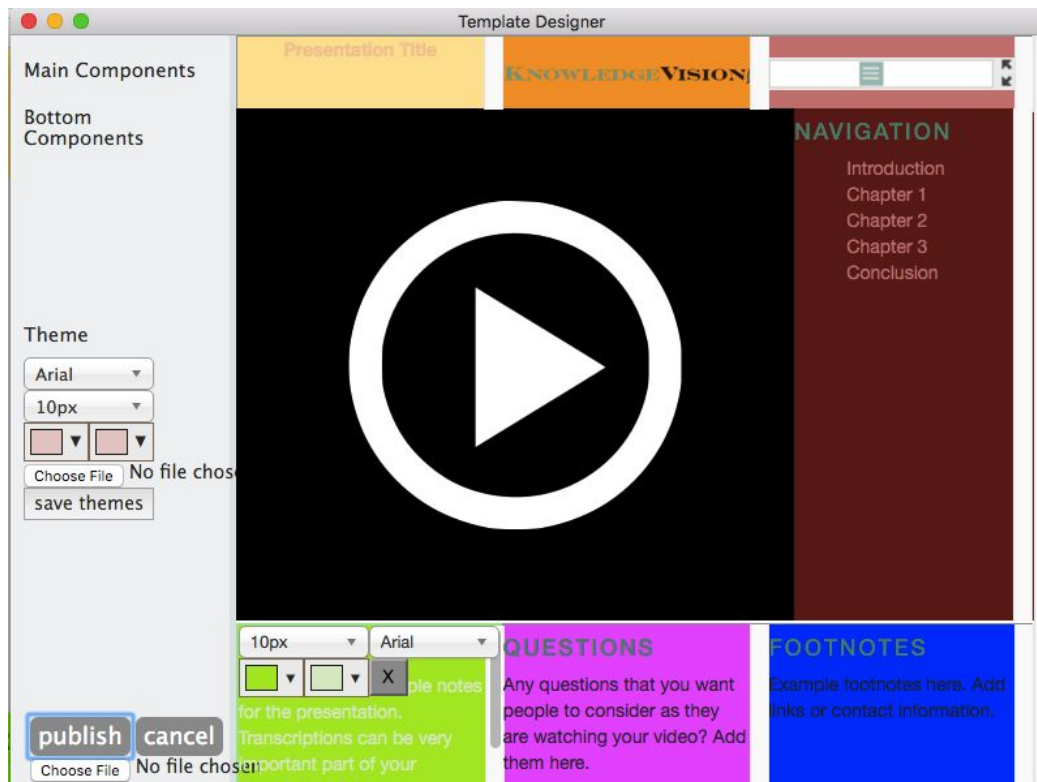 Template Designer
Main Components
Bottom
Components
Theme
Arial
10px
Choose File No file chosen
save themes
publish cancel
Choose File No file chosen
Presentation Title
KNOWLEDGEVISION
NAVIGATION
Introduction
Chapter 1
Chapter 2
Chapter 3
Conclusion
10px Arial
X
notes
for the presentation.
Transcriptions can be very
important part of your
QUESTIONS
Any questions that you want
people to consider as they
are watching your video? Add
them here.
FOOTNOTES
Example footnotes here. Add
links or contact information.